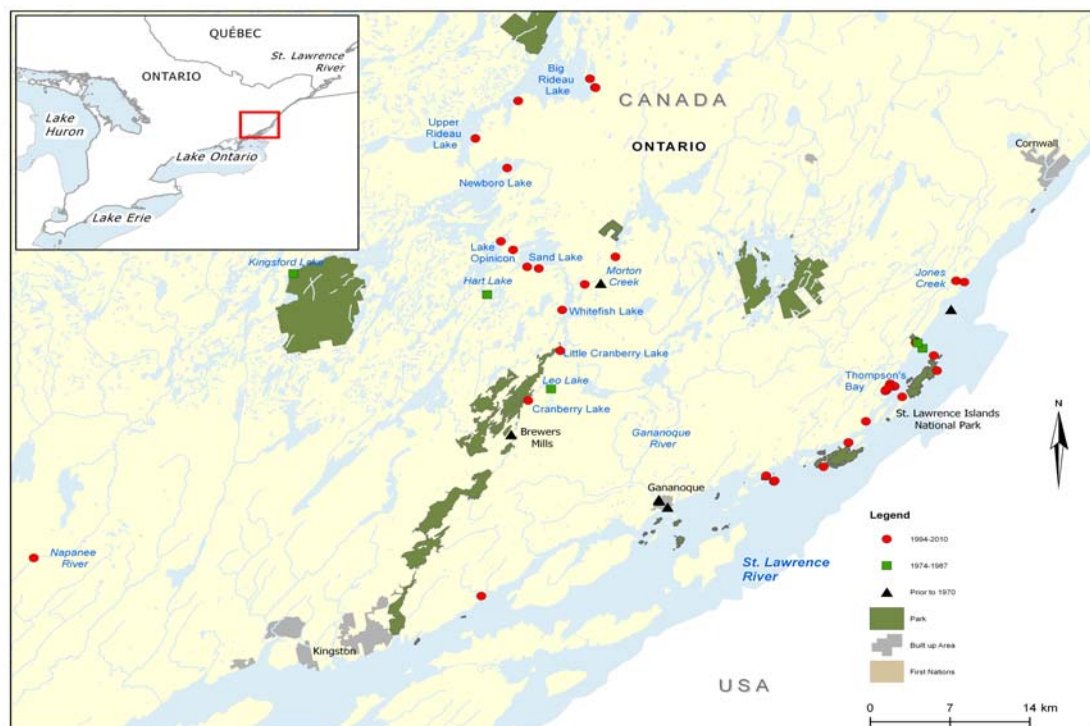 QUÉBEC
St. Lawrence
River
ONTARIO
Lake
Huron
Lake Ontario
Lake Erie
Big
Rideau
Lake
CANADA
Upper
Rideau
Lake
ONTARIO
Cornwall
Newboro Lake
Lake
Opinicon
Sand Lake
Kingsford Lake
Hart Lake
Morton
Creek
Jones
Creek
Whitefish Lake
Little Cranberry Lake
Leo Lake
Thompson's
Bay
Cranberry Lake
St. Lawrence Islands
National Park
Brewers
Mills
Gananoque
River
N
Gananoque
Legend
1994-2010
1974-1987
Prior to 1970
Park
Built up Area
First Nations
Napanee
River
St. Lawrence
River
Kingston
USA
0 7 14 km